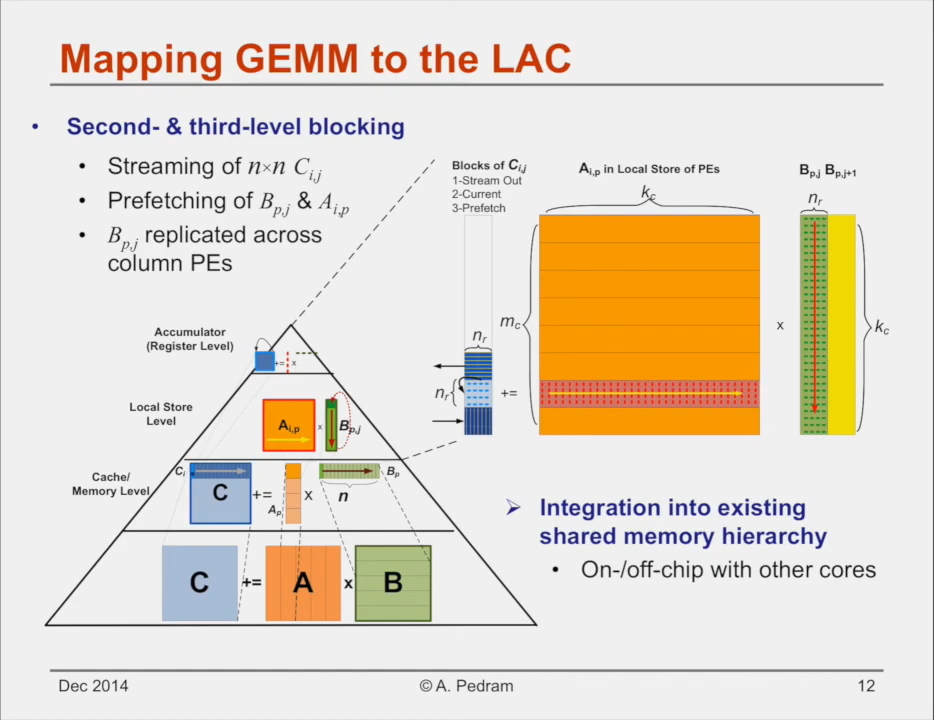 Mapping GEMM to the LAC
• Second- & third-level blocking
• Streaming of n×n C_i,j
• Prefetching of B_p,j & A_i,p
• B_p,j replicated across
column PEs
Blocks of C_i,j
1-Stream Out
2-Current
3-Prefetch
A_i,p in Local Store of PEs
k_c
B_p,j B_p,j+1
n_r
m_c
n_r
n_r
+=
x
k_c
Accumulator
(Register Level)
+= x
Local Store
Level
A_i,p x B_p,j
Cache/
Memory Level
C_i
C += A_p x n B_p
C += A x B
➢ Integration into existing
shared memory hierarchy
• On-/off-chip with other cores
Dec 2014
© A. Pedram
12